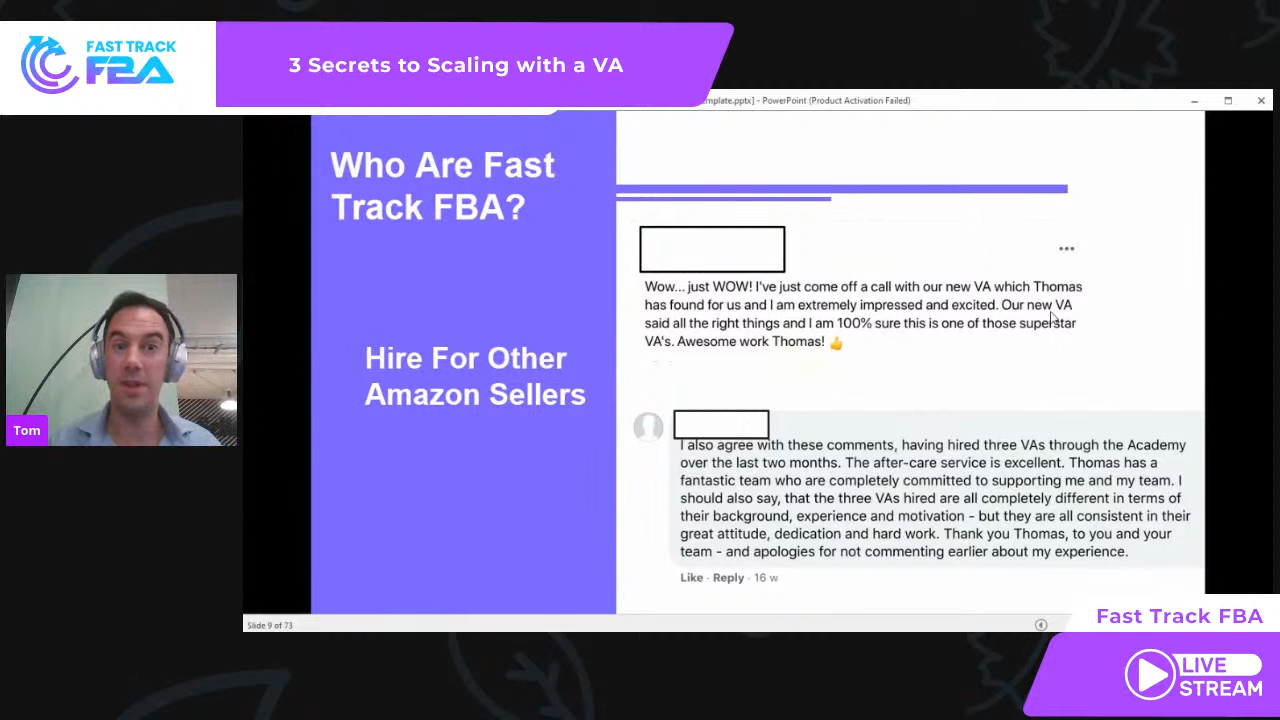 FAST TRACK
FBA
3 Secrets to Scaling with a VA
mplate.pptx] - PowerPoint (Product Activation Failed)
Who Are Fast
Track FBA?
Hire For Other
Amazon Sellers
Wow... just WOW! I've just come off a call with our new VA which Thomas
has found for us and I am extremely impressed and excited. Our new VA
said all the right things and I am 100% sure this is one of those superstar
VA's. Awesome work Thomas! 👍
I also agree with these comments, having hired three VAs through the Academy
over the last two months. The after-care service is excellent. Thomas has a
fantastic team who are completely committed to supporting me and my team. I
should also say, that the three VAs hired are all completely different in terms of
their background, experience and motivation - but they are all consistent in their
great attitude, dedication and hard work. Thank you Thomas, to you and your
team - and apologies for not commenting earlier about my experience.
Like · Reply · 16 w
Tom
Slide 9 of 73
Fast Track FBA
LIVE
STREAM